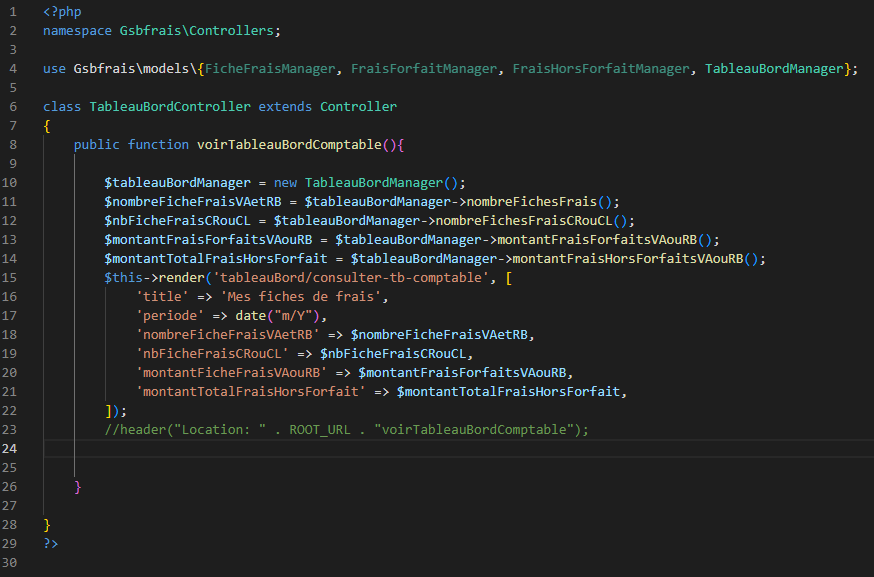 1 <?php
2 namespace Gsbfrais\Controllers;
3
4 use Gsbfrais\models\{FicheFraisManager, FraisForfaitManager, FraisHorsForfaitManager, TableauBordManager};
5
6 class TableauBordController extends Controller
7 {
8 public function voirTableauBordComptable(){
9
10 $tableauBordManager = new TableauBordManager();
11 $nombreFicheFraisVAetRB = $tableauBordManager->nombreFichesFrais();
12 $nbFicheFraisCRouCL = $tableauBordManager->nombreFichesFraisCRouCL();
13 $montantFraisForfaitsVAouRB = $tableauBordManager->montantFraisForfaitsVAouRB();
14 $montantTotalFraisHorsForfait = $tableauBordManager->montantFraisHorsForfaitsVAouRB();
15 $this->render('tableauBord/consulter-tb-comptable', [
16 'title' => 'Mes fiches de frais',
17 'periode' => date("m/Y"),
18 'nombreFicheFraisVAetRB' => $nombreFicheFraisVAetRB,
19 'nbFicheFraisCRouCL' => $nbFicheFraisCRouCL,
20 'montantFicheFraisVAouRB' => $montantFraisForfaitsVAouRB,
21 'montantTotalFraisHorsForfait' => $montantTotalFraisHorsForfait,
22 ]);
23 //header("Location: " . ROOT_URL . "voirTableauBordComptable");
24
25
26 }
27
28 }
29 ?>
30